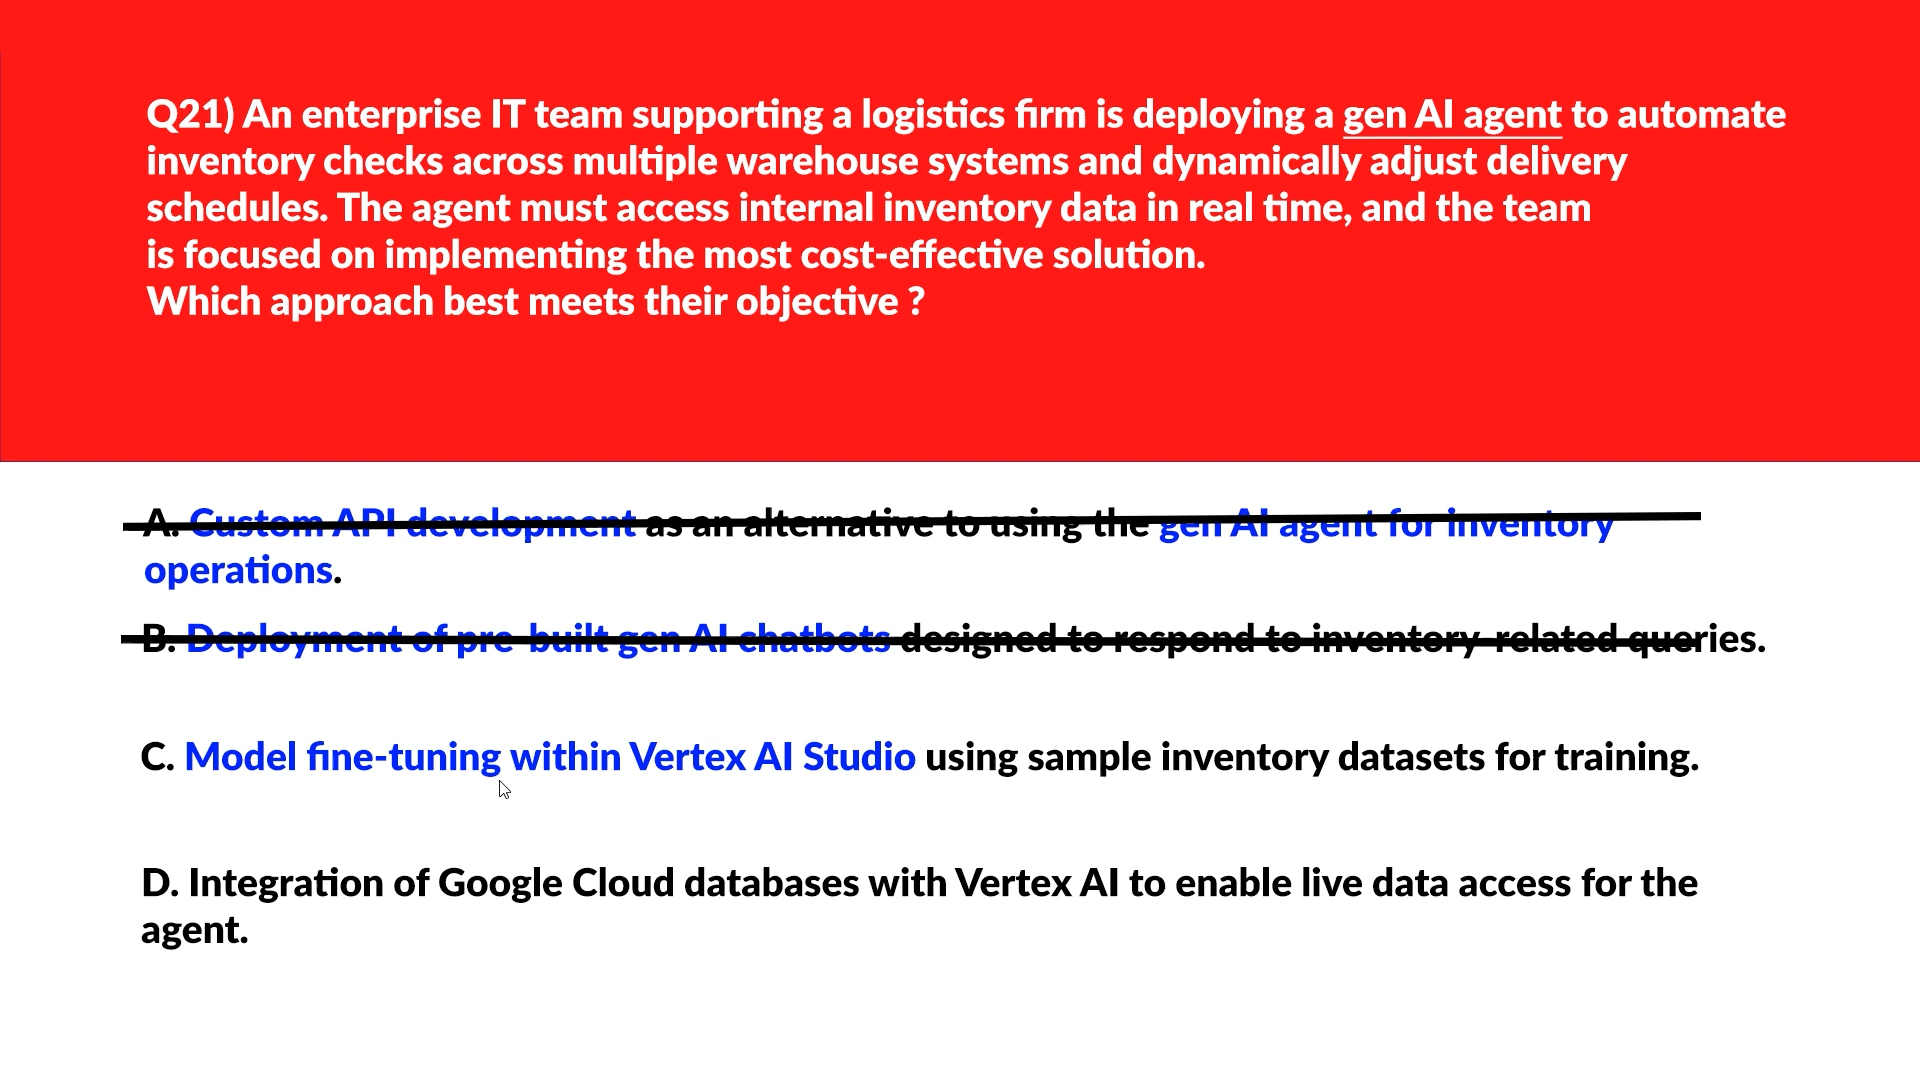 Q21) An enterprise IT team supporting a logistics firm is deploying a gen AI agent to automate
inventory checks across multiple warehouse systems and dynamically adjust delivery
schedules. The agent must access internal inventory data in real time, and the team
is focused on implementing the most cost-effective solution.
Which approach best meets their objective ?
A. Custom API development as an alternative to using the gen AI agent for inventory
operations.
B. Deployment of pre-built gen AI chatbots designed to respond to inventory-related queries.
C. Model fine-tuning within Vertex AI Studio using sample inventory datasets for training.
D. Integration of Google Cloud databases with Vertex AI to enable live data access for the
agent.